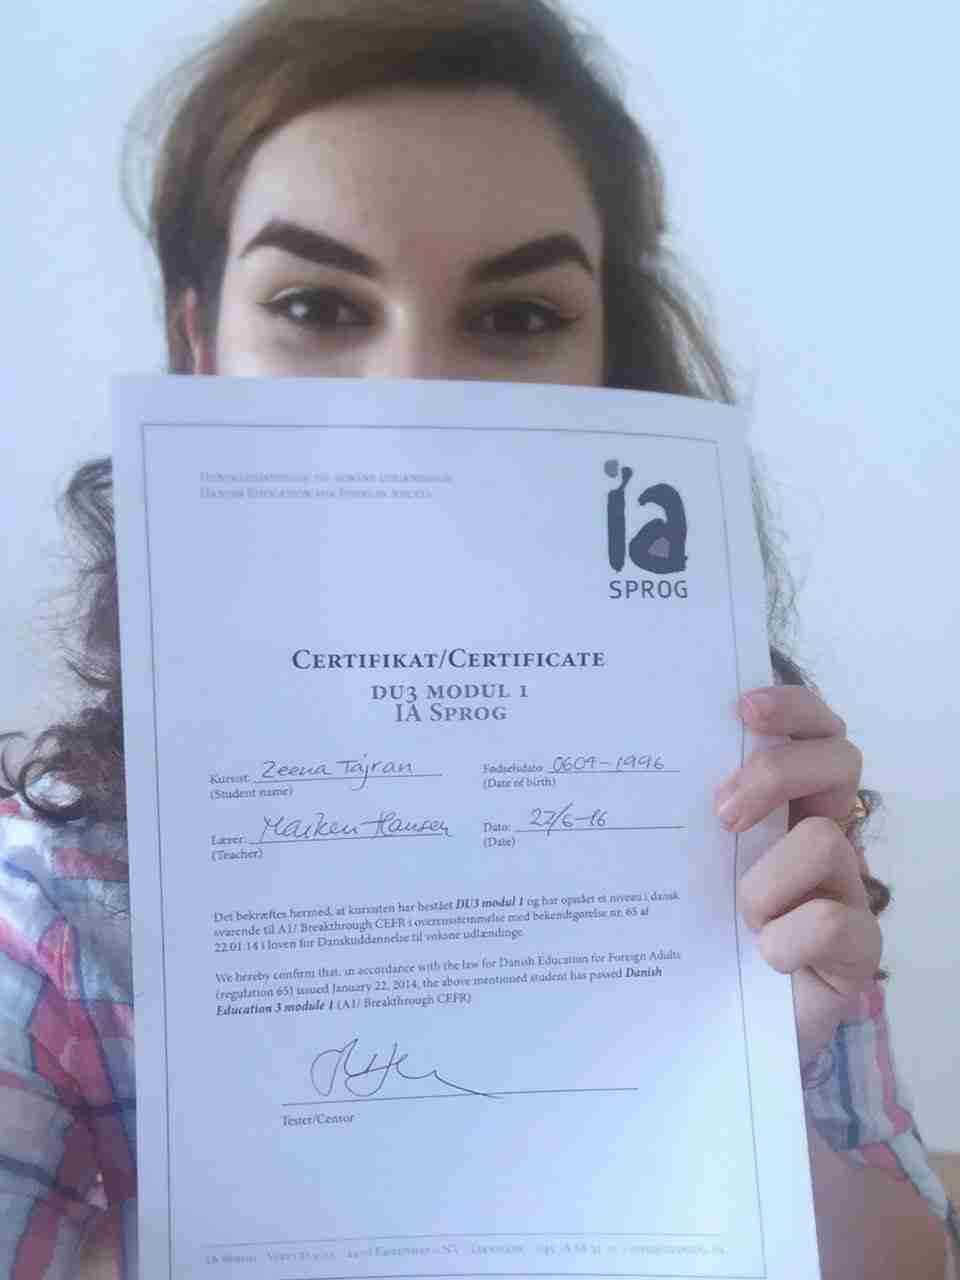 DANSKUDDANNELSE TIL VOKSNE UDLÆNDINGE
DANISH EDUCATION FOR FOREIGN ADULTS
ia
SPROG
CERTIFIKAT/CERTIFICATE
DU3 MODUL 1
IA SPROG
Kursist: Zeena Tajran
(Student name)
Fødselsdato: 0609-1996
(Date of birth)
Lærer: Maiken Hansen
(Teacher)
Dato: 27/6-16
(Date)
Det bekræftes hermed, at kursisten har bestået DU3 modul 1 og har opnået et niveau i dansk
svarende til A1/ Breakthrough CEFR i overensstemmelse med bekendtgørelse nr. 65 af
22.01.14 i loven for Danskuddannelse til voksne udlændinge.
We hereby confirm that, in accordance with the law for Danish Education for Foreign Adults
(regulation 65) issued January 22, 2014, the above mentioned student has passed Danish
Education 3 module 1 (A1/ Breakthrough CEFR)
Tester/Censor